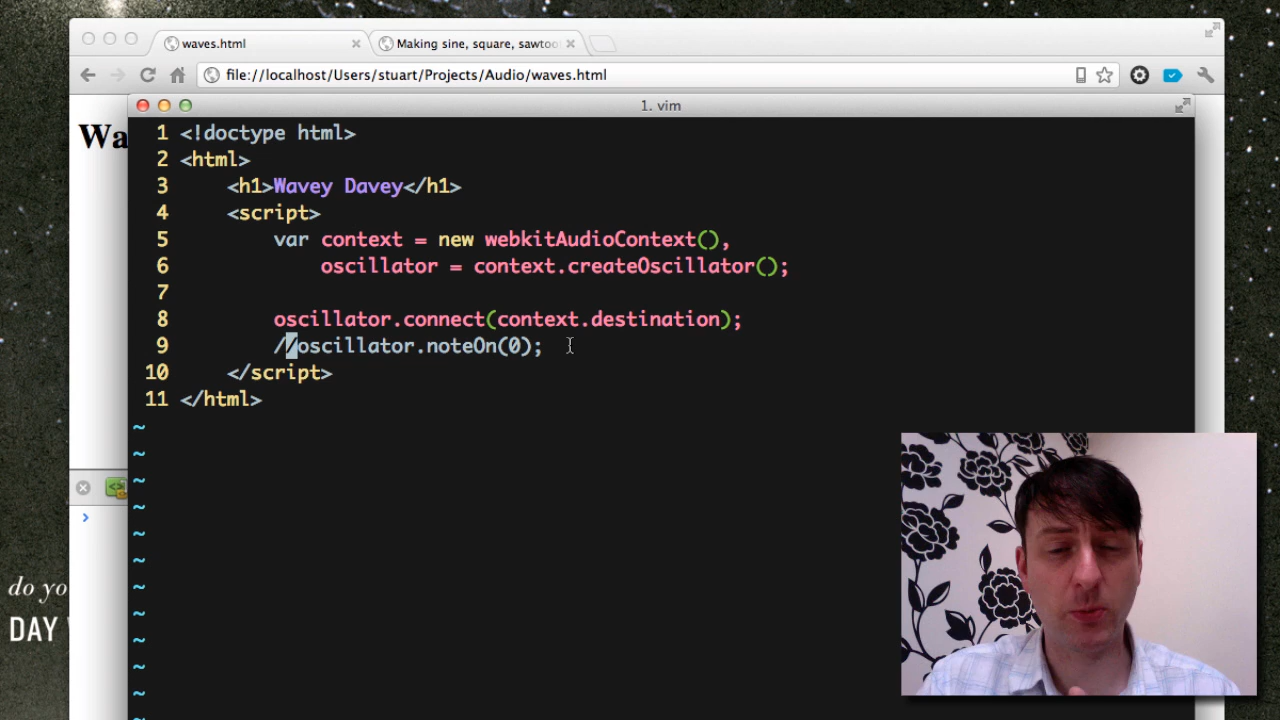 waves.html
Making sine, square, sawtoo
file://localhost/Users/stuart/Projects/Audio/waves.html
1. vim
Wa
1 <!doctype html>
2 <html>
3 <h1>Wavey Davey</h1>
4 <script>
5 var context = new webkitAudioContext(),
6 oscillator = context.createOscillator();
7
8 oscillator.connect(context.destination);
9 //oscillator.noteOn(0);
10 </script>
11 </html>
~
~
~
~
~
~
~
~
~
~
~
~
do yo
DAY